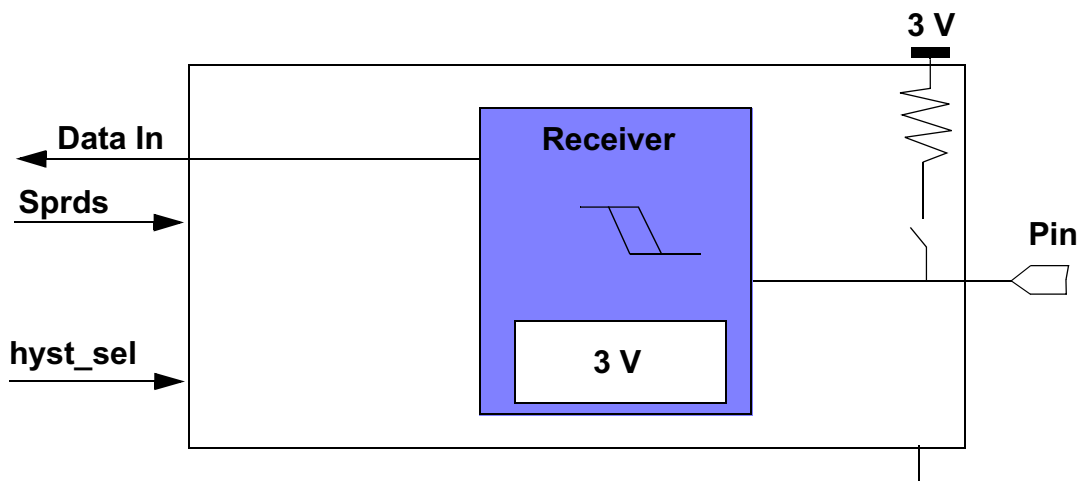 3 V
Data In
Receiver
Sprds
Pin
hyst_sel
3 V